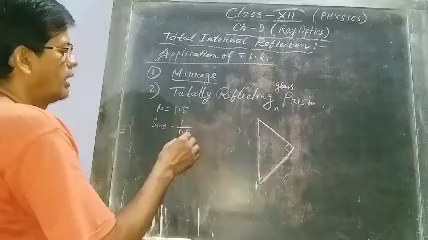 Class - XII (PHYSICS)
Ch - 9 (Ray Optics)
Total Internal Reflection:
Application of T.I.R.
① Mirrage
2) Totally Reflecting glass Prism
μ = 1.5